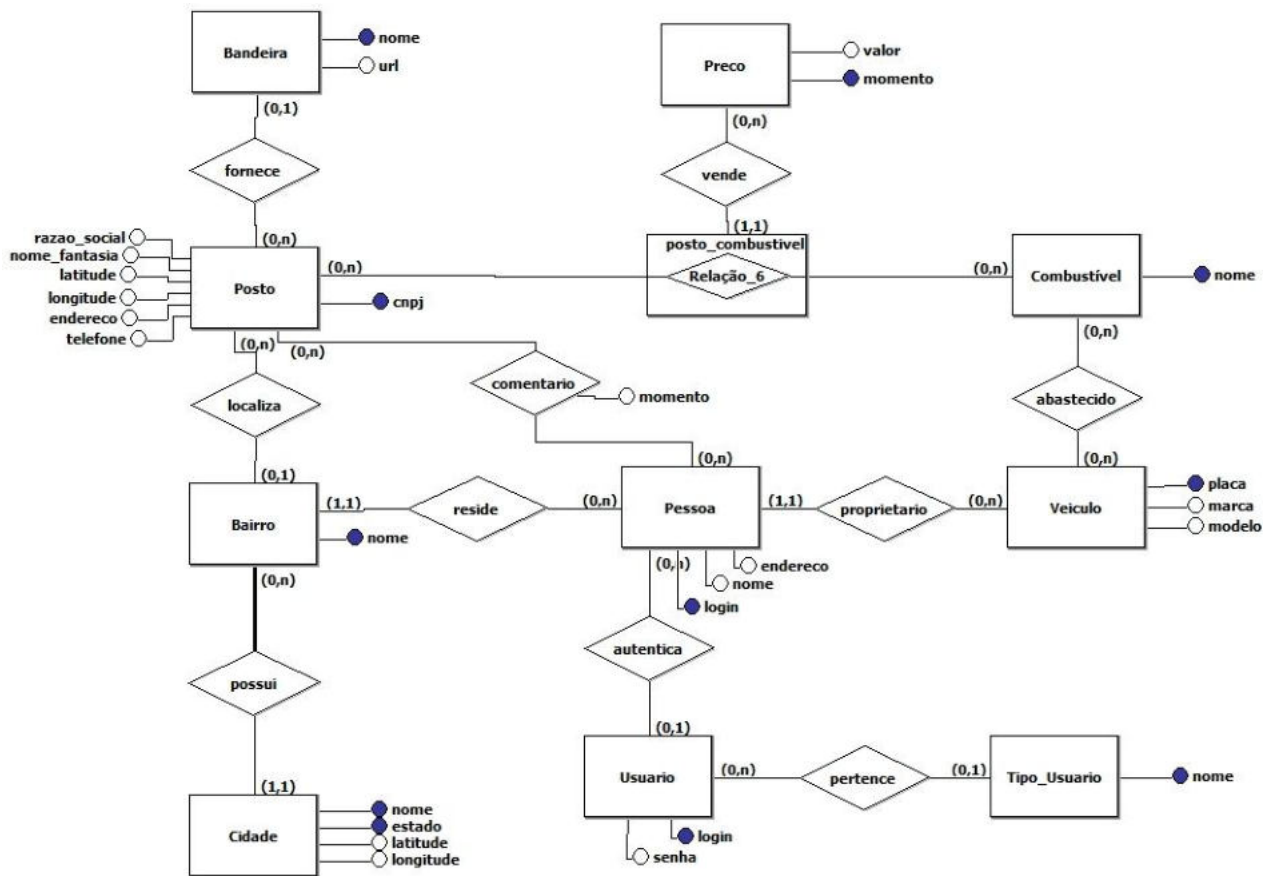 Bandeira
nome
url
(0,1)
fornece
(0,n)
Preco
valor
momento
(0,n)
vende
(1,1)
posto_combustivel
Relação_6
razao_social
nome_fantasia
latitude
longitude
endereco
telefone
Posto
(0,n)
cnpj
(0,n)
(0,n)
(0,n)
Combustível
nome
(0,n)
abastecido
(0,n)
comentario
momento
(0,n)
localiza
(0,1)
Bairro
(1,1)
nome
(0,n)
reside
(0,n)
Pessoa
(1,1)
endereco
nome
login
(0,n)
proprietario
(0,n)
Veiculo
placa
marca
modelo
autentica
(0,1)
possui
(1,1)
Cidade
nome
estado
latitude
longitude
Usuario
(0,n)
login
senha
pertence
(0,1)
Tipo_Usuario
nome